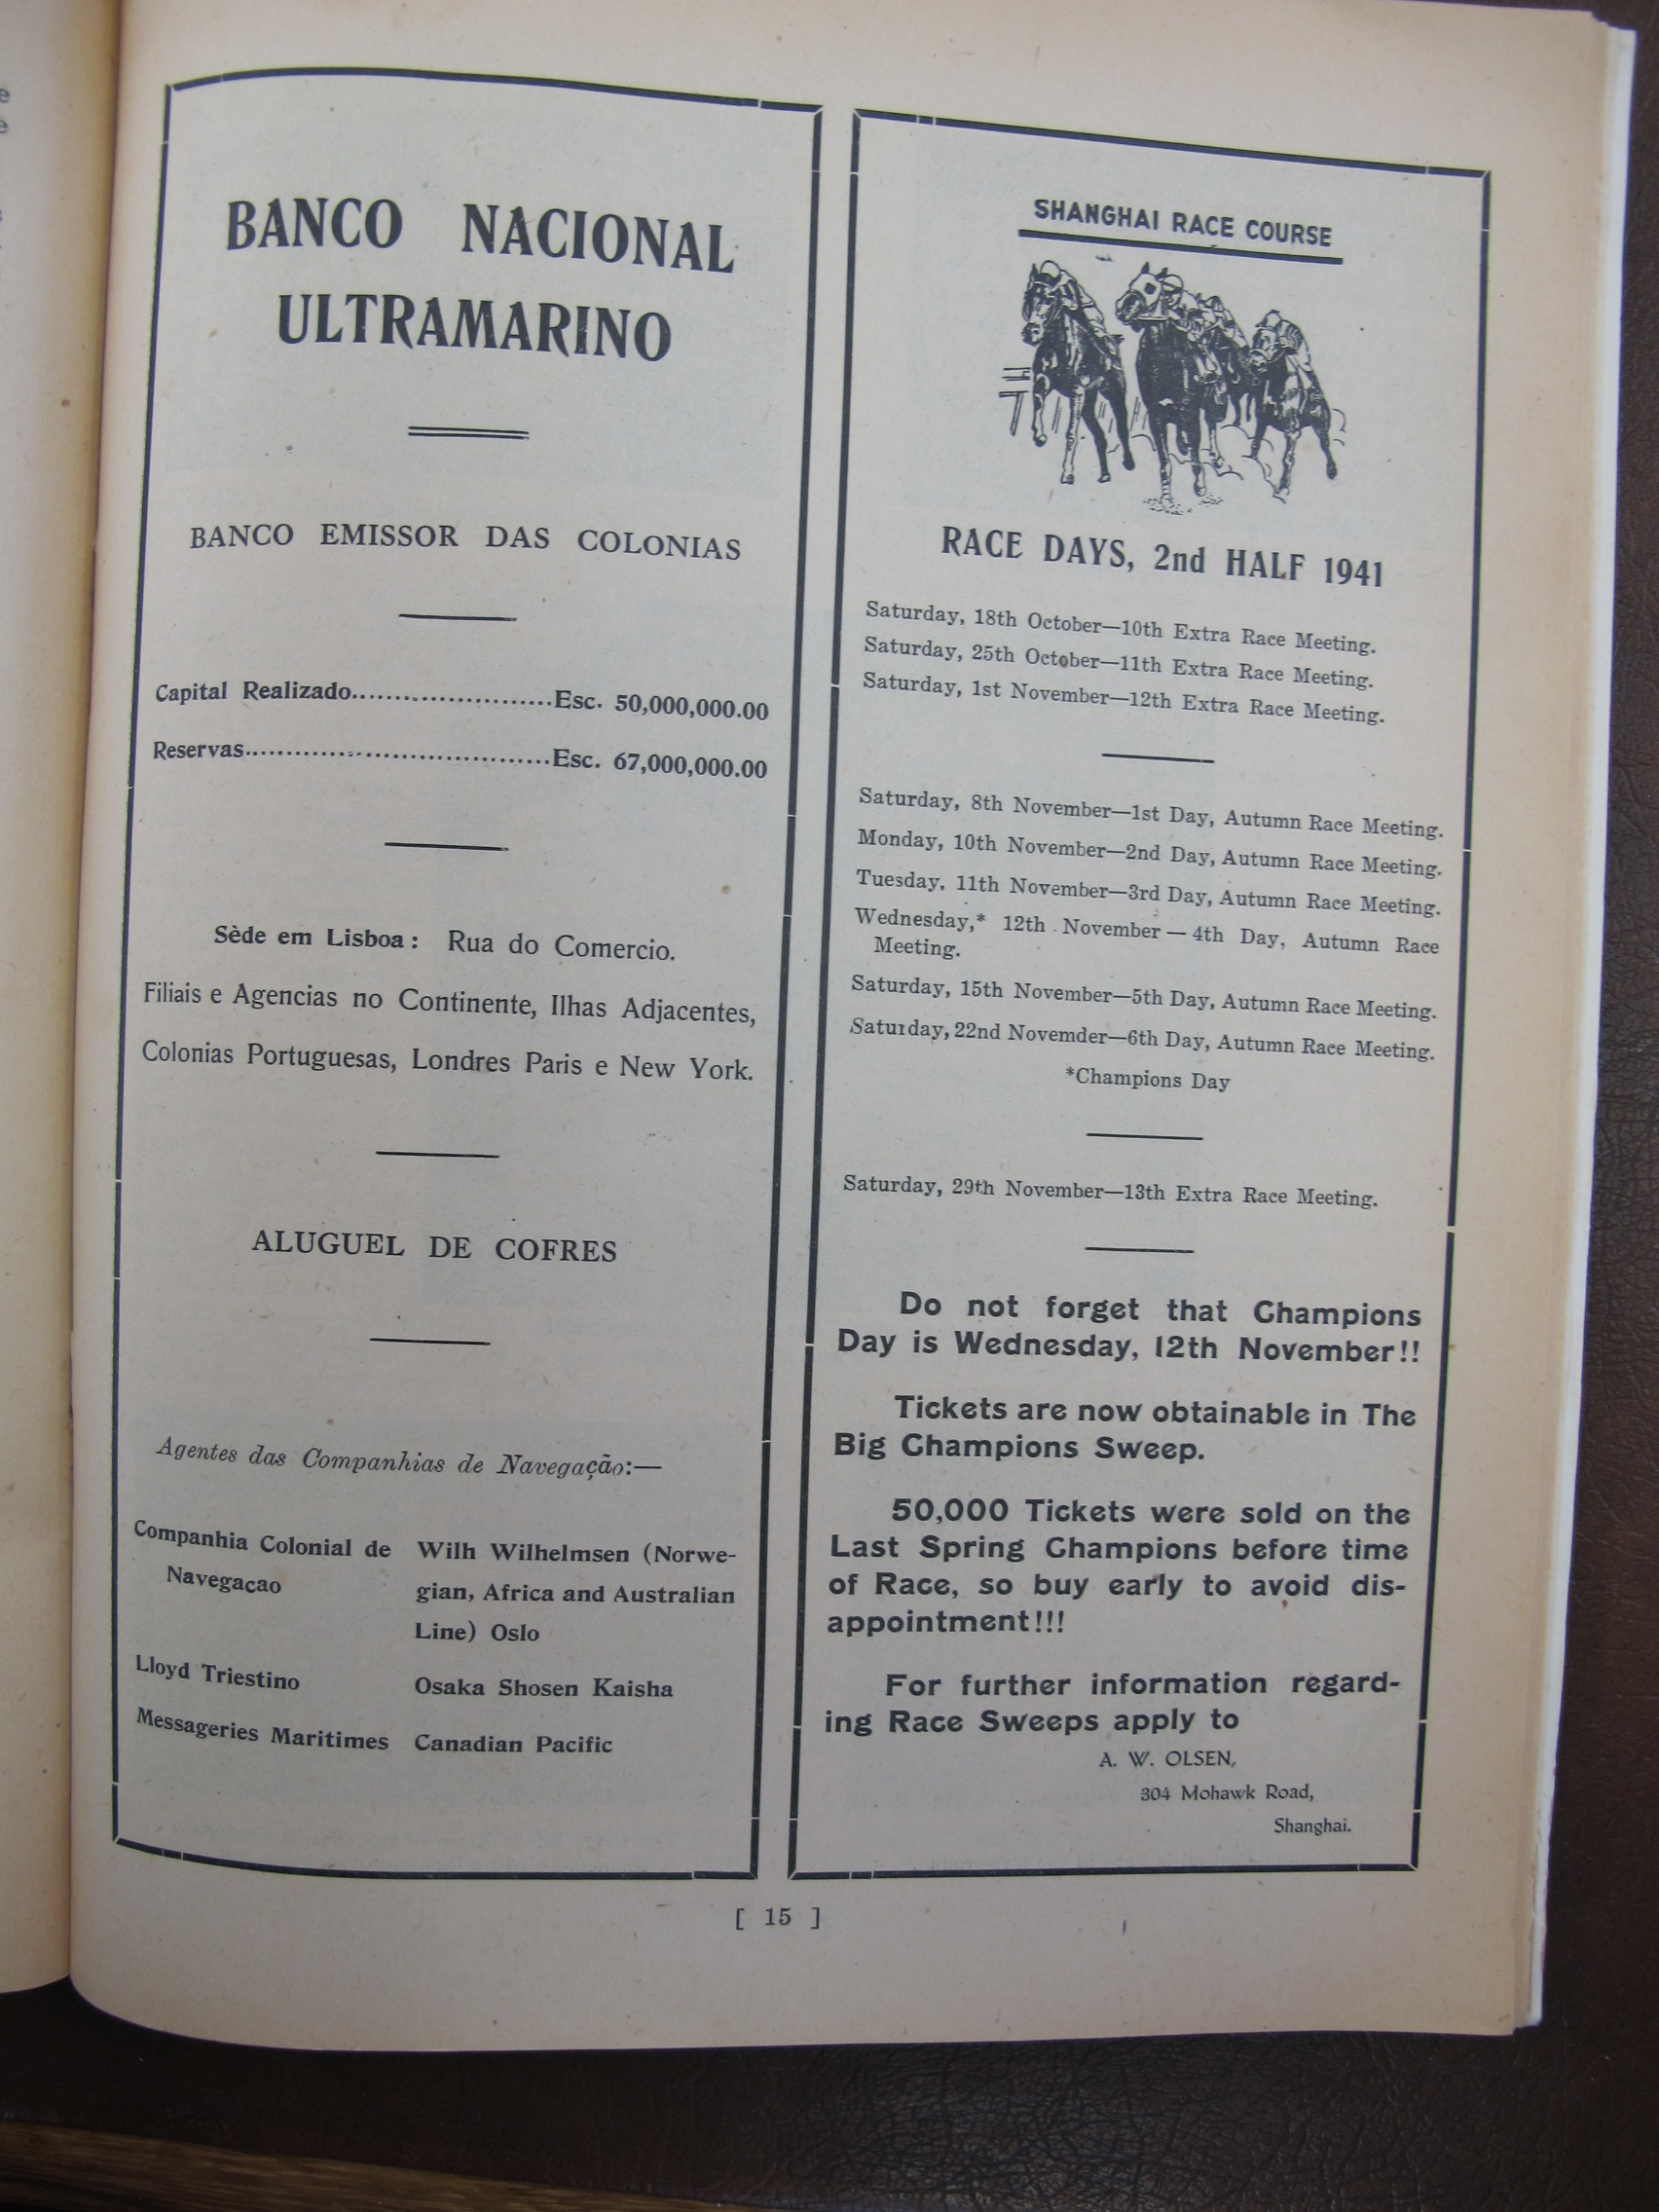 BANCO NACIONAL
ULTRAMARINO
BANCO EMISSOR DAS COLONIAS
Capital Realizado........................Esc. 50,000,000.00
Reservas.....................................Esc. 67,000,000.00
Sède em Lisboa: Rua do Comercio.
Filiais e Agencias no Continente, Ilhas Adjacentes,
Colonias Portuguesas, Londres Paris e New York.
ALUGUEL DE COFRES
Agentes das Companhias de Navegação:—
Companhia Colonial de
Navegacao
Lloyd Triestino
Messageries Maritimes
Wilh Wilhelmsen (Norwe-
gian, Africa and Australian
Line) Oslo
Osaka Shosen Kaisha
Canadian Pacific
SHANGHAI RACE COURSE
RACE DAYS, 2nd HALF 1941
Saturday, 18th October—10th Extra Race Meeting.
Saturday, 25th October—11th Extra Race Meeting.
Saturday, 1st November—12th Extra Race Meeting.
Saturday, 8th November—1st Day, Autumn Race Meeting.
Monday, 10th November—2nd Day, Autumn Race Meeting.
Tuesday, 11th November—3rd Day, Autumn Race Meeting.
Wednesday,* 12th November — 4th Day, Autumn Race
Meeting.
Saturday, 15th November—5th Day, Autumn Race Meeting.
Saturday, 22nd Novemder—6th Day, Autumn Race Meeting.
*Champions Day
Saturday, 29th November—13th Extra Race Meeting.
Do not forget that Champions
Day is Wednesday, 12th November!!
Tickets are now obtainable in The
Big Champions Sweep.
50,000 Tickets were sold on the
Last Spring Champions before time
of Race, so buy early to avoid dis-
appointment!!!
For further information regard-
ing Race Sweeps apply to
A. W. OLSEN,
304 Mohawk Road,
Shanghai.
[ 15 ]